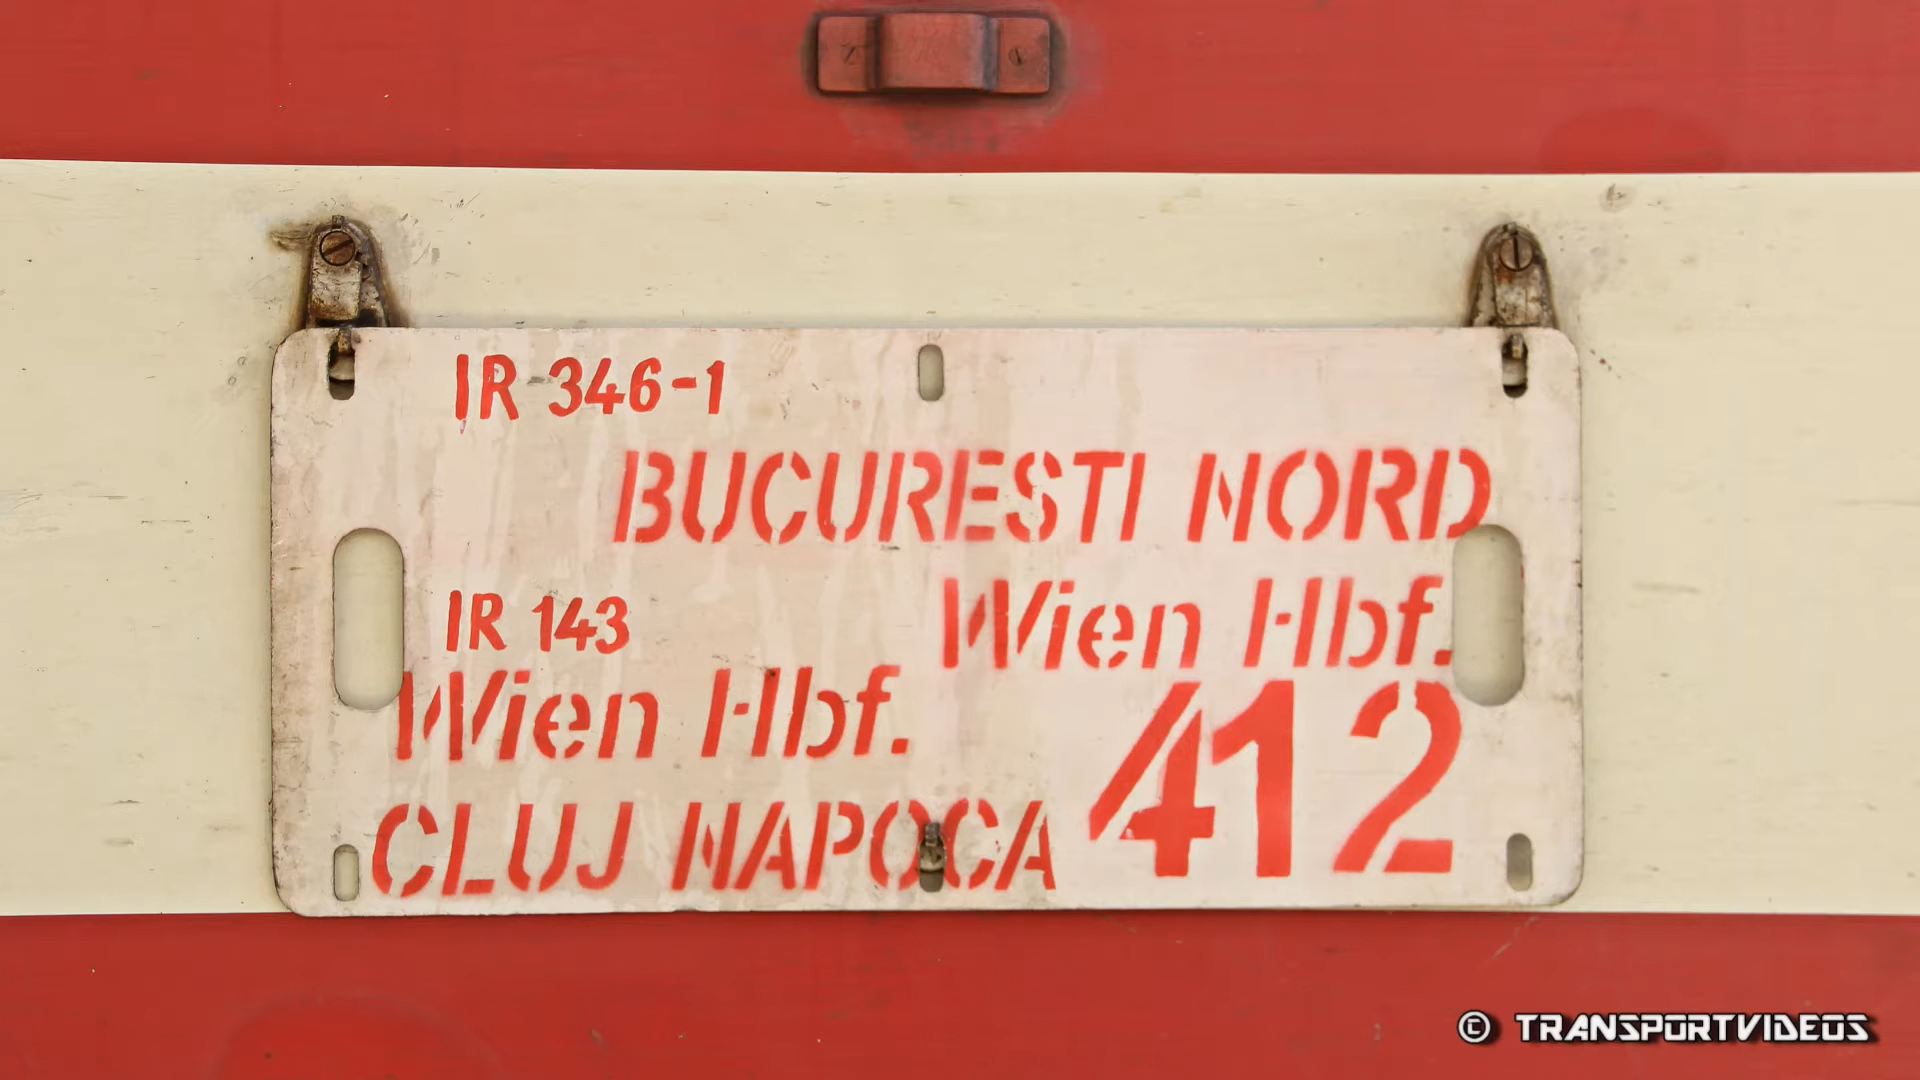 IR 346-1
BUCURESTI NORD
Wien Hbf.
IR 143
Wien Hbf.
412
CLUJ NAPOCA
© TRANSPORTVIDEOS